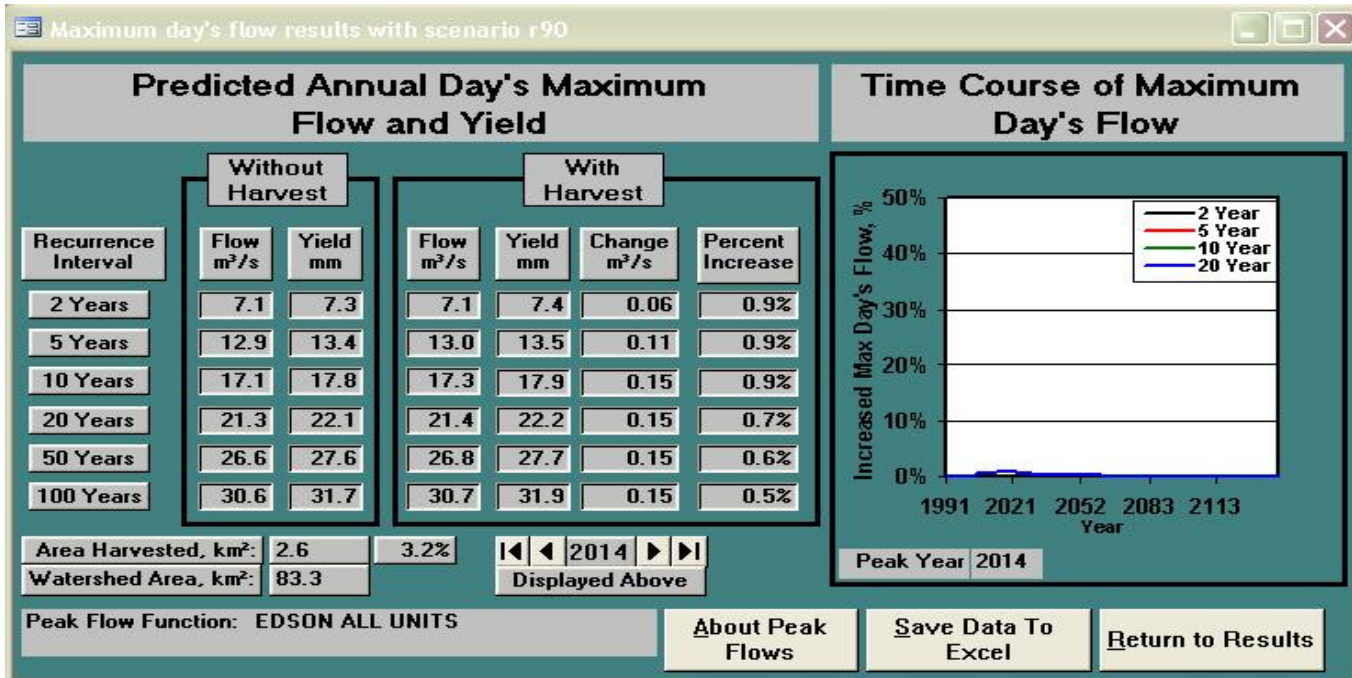 Maximum day's flow results with scenario r90
Predicted Annual Day's Maximum
Flow and Yield
Without
Harvest
With
Harvest
Recurrence
Interval
Flow
m³/s
Yield
mm
Flow
m³/s
Yield
mm
Change
m³/s
Percent
Increase
2 Years 7.1 7.3 7.1 7.4 0.06 0.9%
5 Years 12.9 13.4 13.0 13.5 0.11 0.9%
10 Years 17.1 17.8 17.3 17.9 0.15 0.9%
20 Years 21.3 22.1 21.4 22.2 0.15 0.7%
50 Years 26.6 27.6 26.8 27.7 0.15 0.6%
100 Years 30.6 31.7 30.7 31.9 0.15 0.5%
Area Harvested, km²: 2.6 3.2%
Watershed Area, km²: 83.3
2014
Displayed Above
Peak Flow Function: EDSON ALL UNITS
Time Course of Maximum
Day's Flow
Increased Max Day's Flow, %
50%
40%
30%
20%
10%
0%
2 Year
5 Year
10 Year
20 Year
1991 2021 2052 2083 2113
Year
Peak Year 2014
About Peak
Flows
Save Data To
Excel
Return to Results